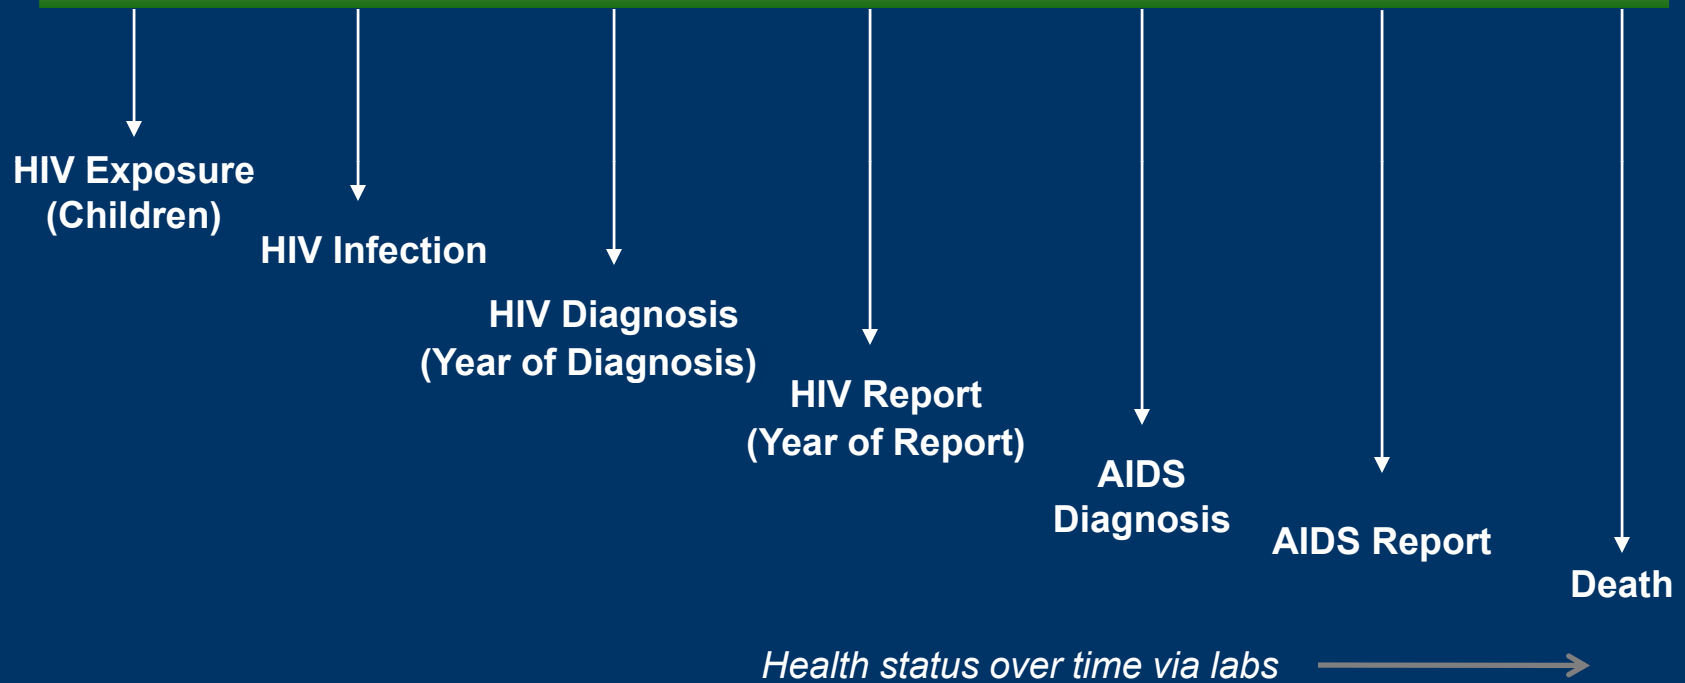 HIV Exposure
(Children)
HIV Infection
HIV Diagnosis
(Year of Diagnosis)
HIV Report
(Year of Report)
AIDS
Diagnosis
AIDS Report
Death
Health status over time via labs